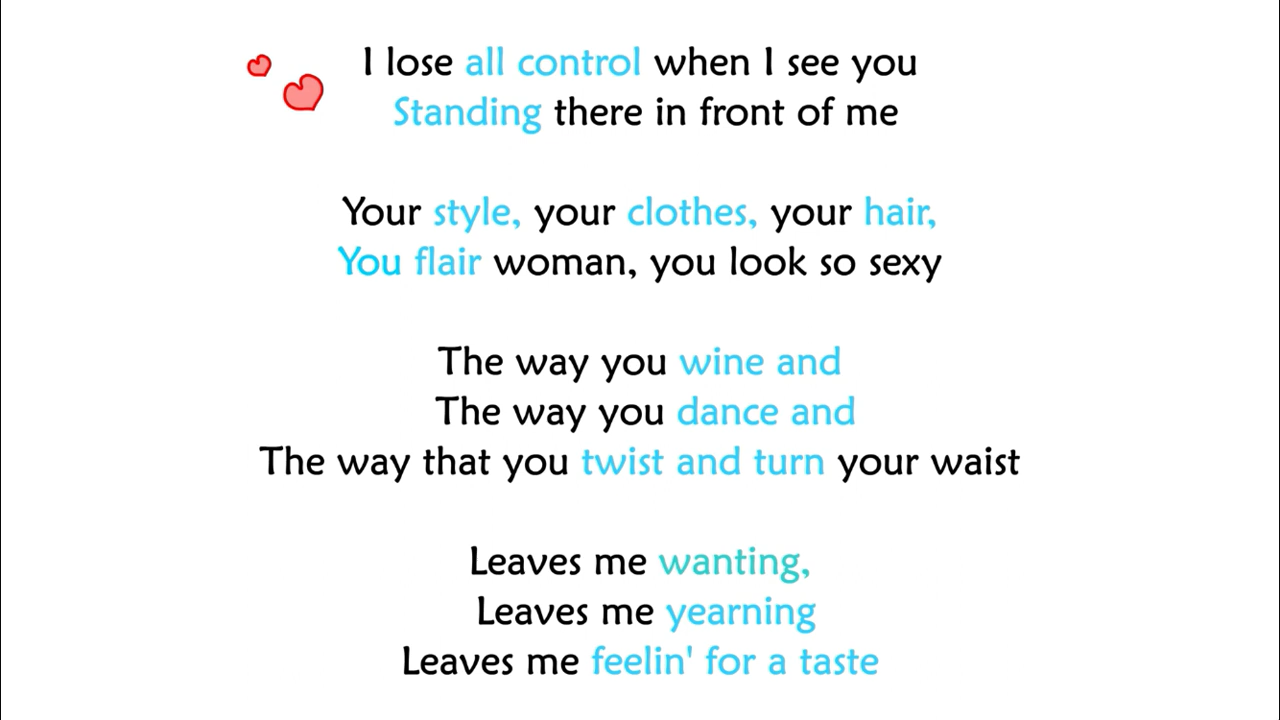 I lose all control when I see you
Standing there in front of me
Your style, your clothes, your hair,
You flair woman, you look so sexy
The way you wine and
The way you dance and
The way that you twist and turn your waist
Leaves me wanting,
Leaves me yearning
Leaves me feelin' for a taste